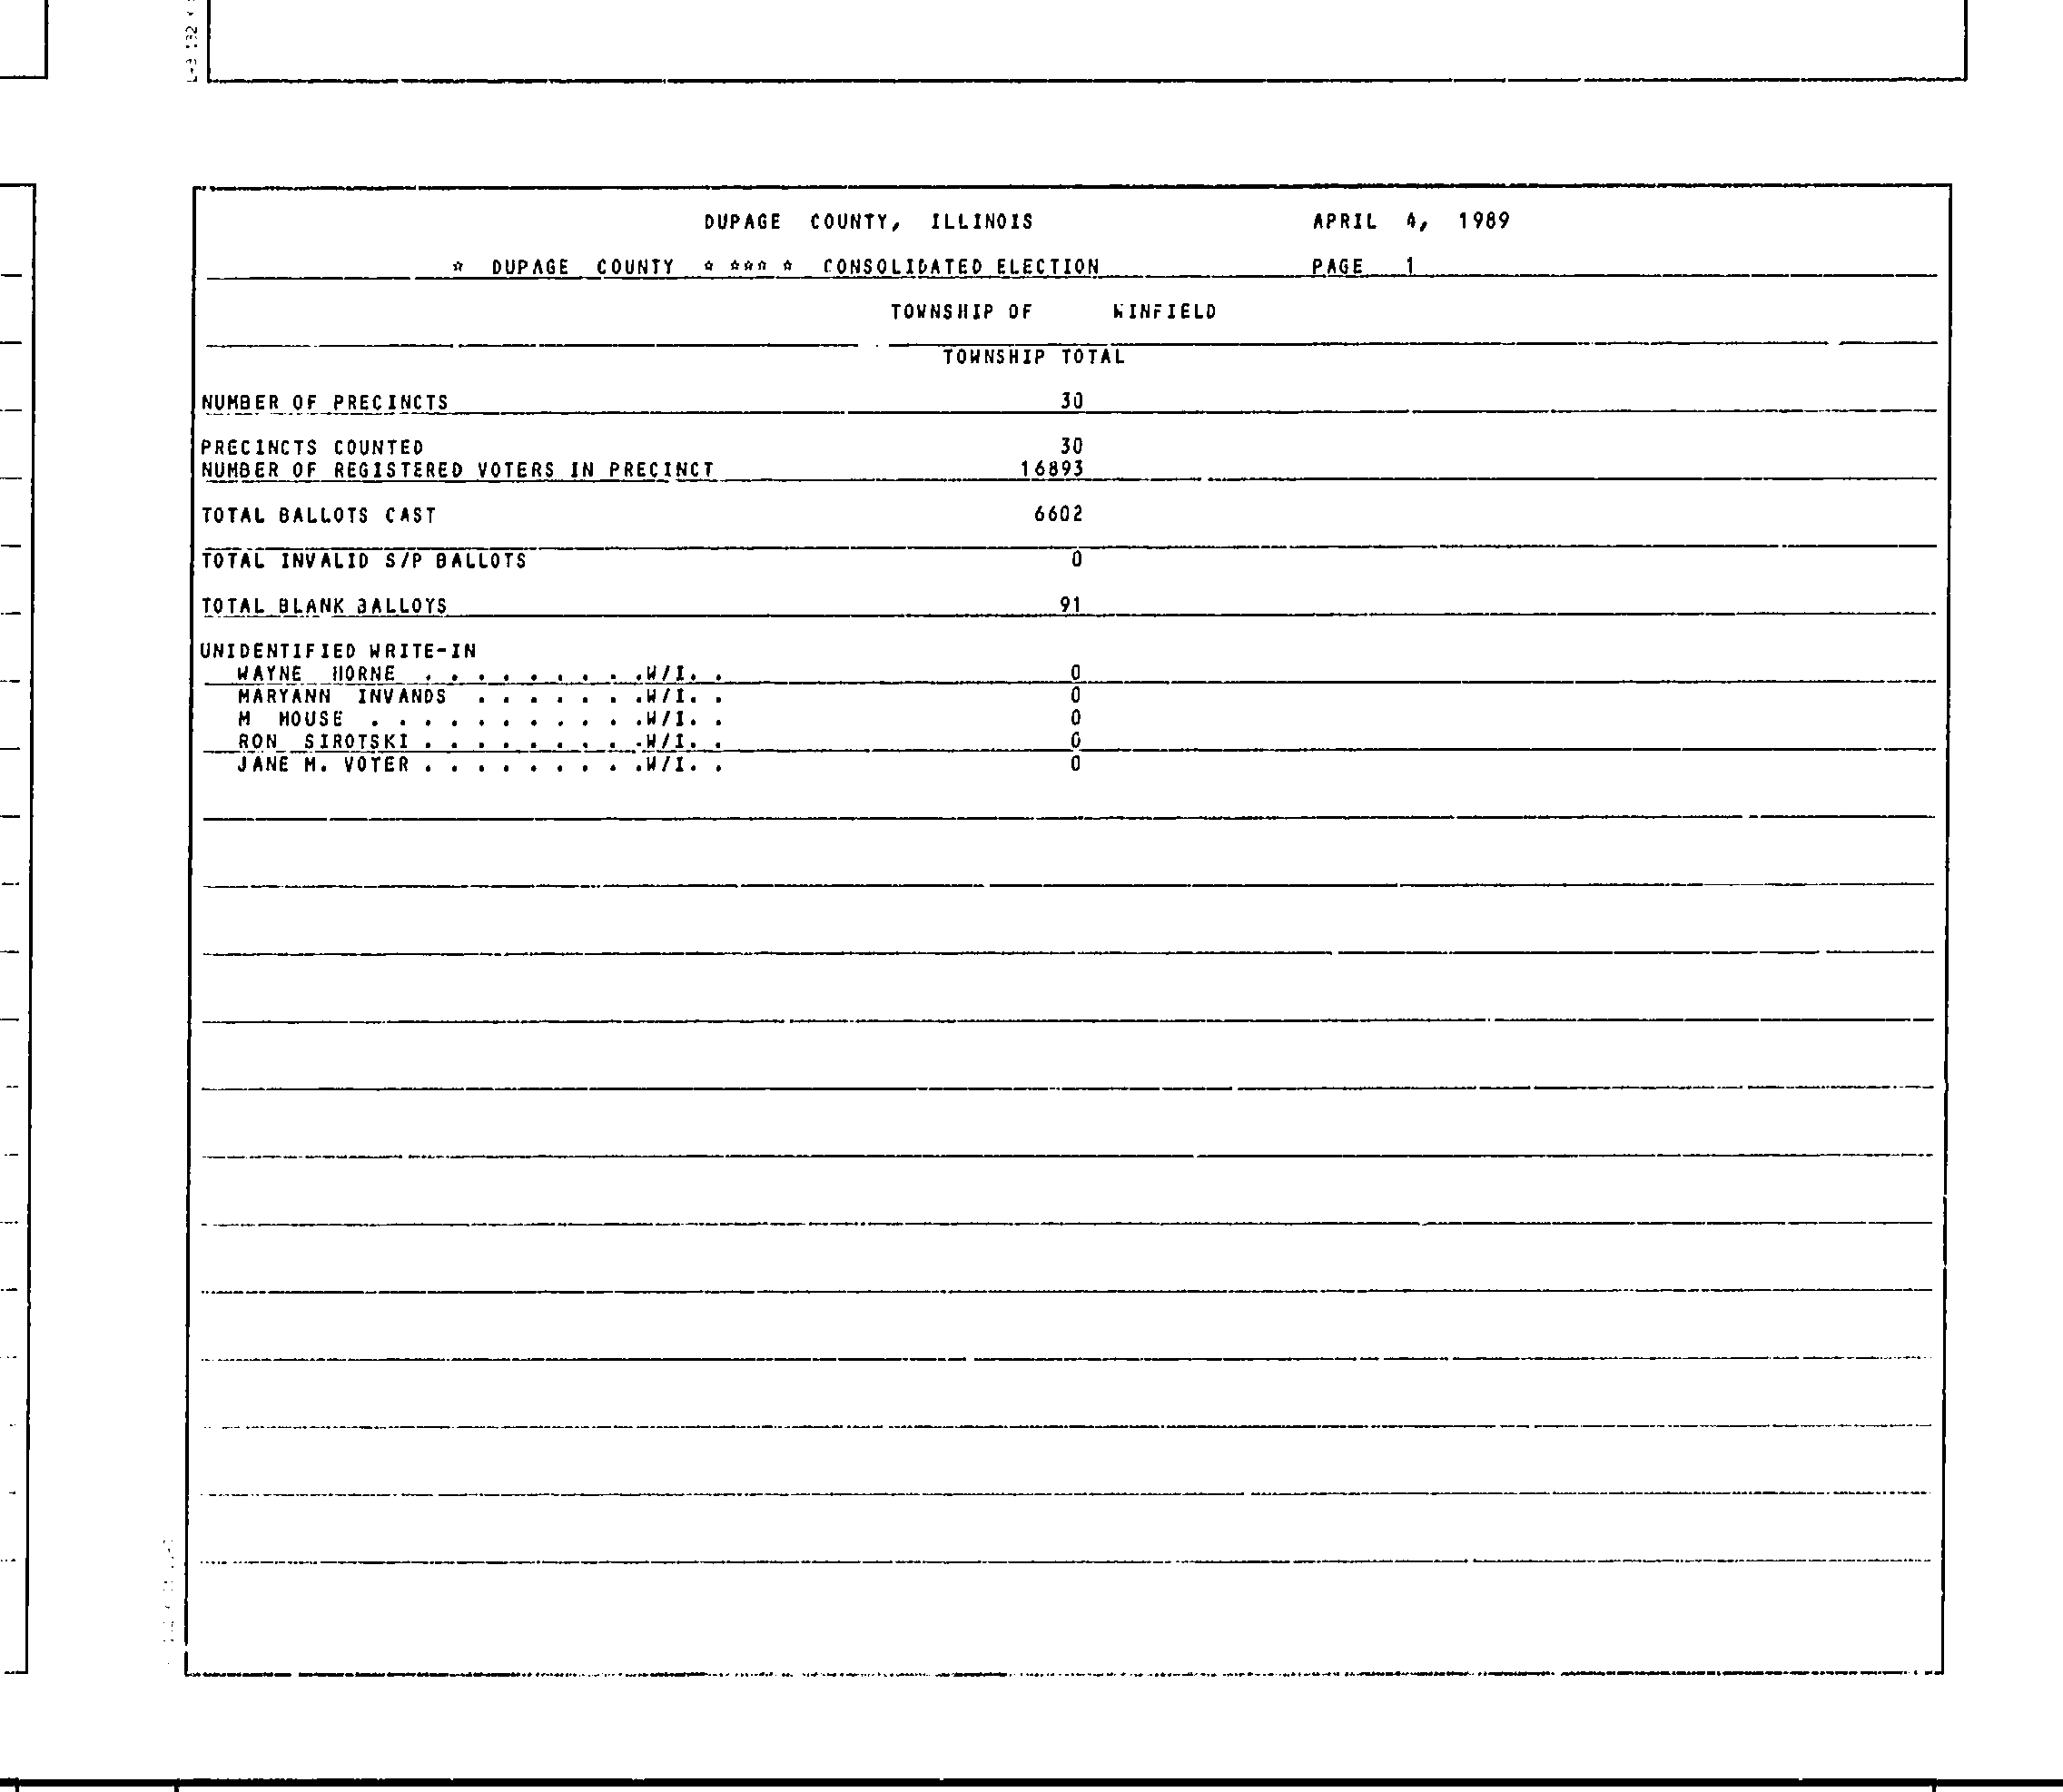 DUPAGE COUNTY, ILLINOIS APRIL 4, 1989
* DUPAGE COUNTY * *** * CONSOLIDATED ELECTION PAGE 1
TOWNSHIP OF WINFIELD
TOWNSHIP TOTAL
NUMBER OF PRECINCTS 30
PRECINCTS COUNTED 30
NUMBER OF REGISTERED VOTERS IN PRECINCT 16893
TOTAL BALLOTS CAST 6602
TOTAL INVALID S/P BALLOTS 0
TOTAL BLANK BALLOYS 91
UNIDENTIFIED WRITE-IN
WAYNE HORNE . . . . . . . . .W/I. . 0
MARYANN INVANDS . . . . . . .W/I. . 0
M MOUSE . . . . . . . . . . .W/I. . 0
RON SIROTSKI . . . . . . . . .W/I. . 0
JANE M. VOTER . . . . . . . . .W/I. . 0